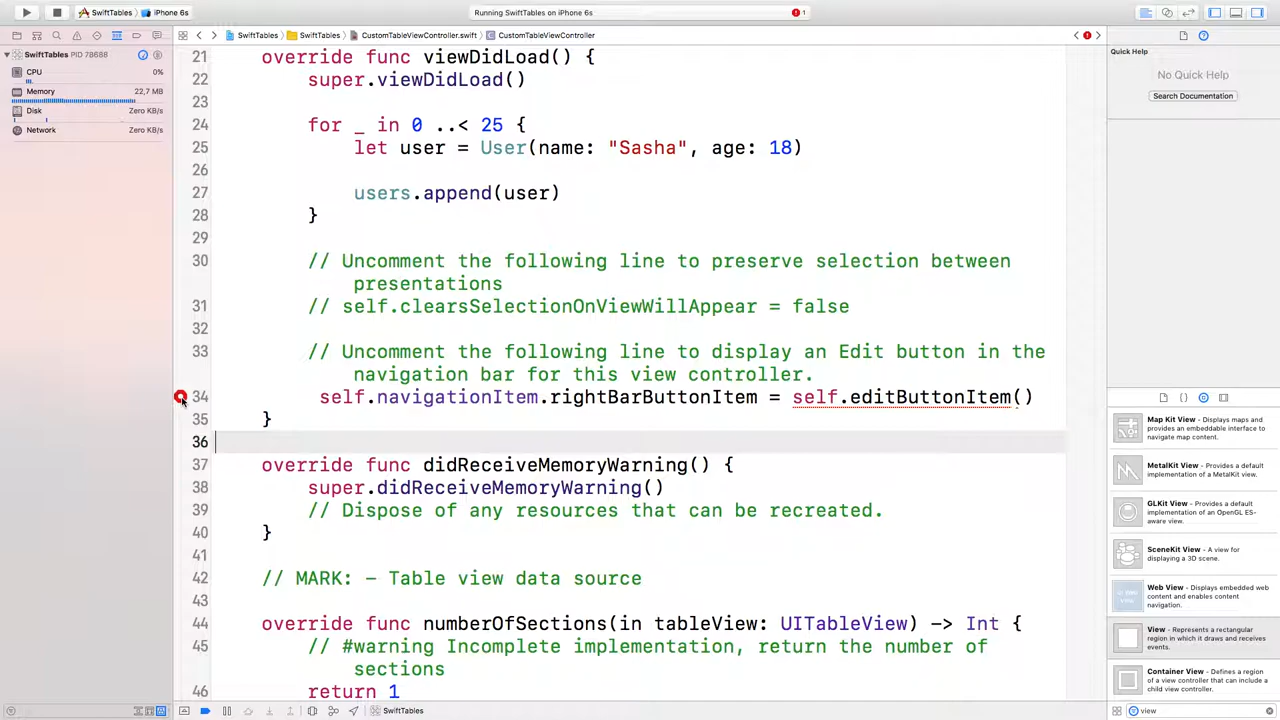 SwiftTables
iPhone 6s
Running SwiftTables on iPhone 6s
1
SwiftTables
SwiftTables
CustomTableViewController.swift
CustomTableViewController
SwiftTables PID 78688
CPU 0%
Memory 22,7 MB
Disk Zero KB/s
Network Zero KB/s
21 override func viewDidLoad() {
22 super.viewDidLoad()
23
24 for _ in 0 ..< 25 {
25 let user = User(name: "Sasha", age: 18)
26
27 users.append(user)
28 }
29
30 // Uncomment the following line to preserve selection between
presentations
31 // self.clearsSelectionOnViewWillAppear = false
32
33 // Uncomment the following line to display an Edit button in the
navigation bar for this view controller.
34 self.navigationItem.rightBarButtonItem = self.editButtonItem()
35 }
36
37 override func didReceiveMemoryWarning() {
38 super.didReceiveMemoryWarning()
39 // Dispose of any resources that can be recreated.
40 }
41
42 // MARK: - Table view data source
43
44 override func numberOfSections(in tableView: UITableView) -> Int {
45 // #warning Incomplete implementation, return the number of
sections
46 return 1
SwiftTables
Quick Help
No Quick Help
Search Documentation
Map Kit View - Displays maps and
provides an embeddable interface to
navigate map content.
MetalKit View - Provides a default
implementation of a MetalKit view.
GLKit View - Provides a default
implementation of an OpenGL ES-
aware view.
SceneKit View - A view for
displaying a 3D scene.
Web View - Displays embedded web
content and enables content
navigation.
View - Represents a rectangular
region in which it draws and receives
events.
Container View - Defines a region
of a view controller that can include a
child view controller.
view